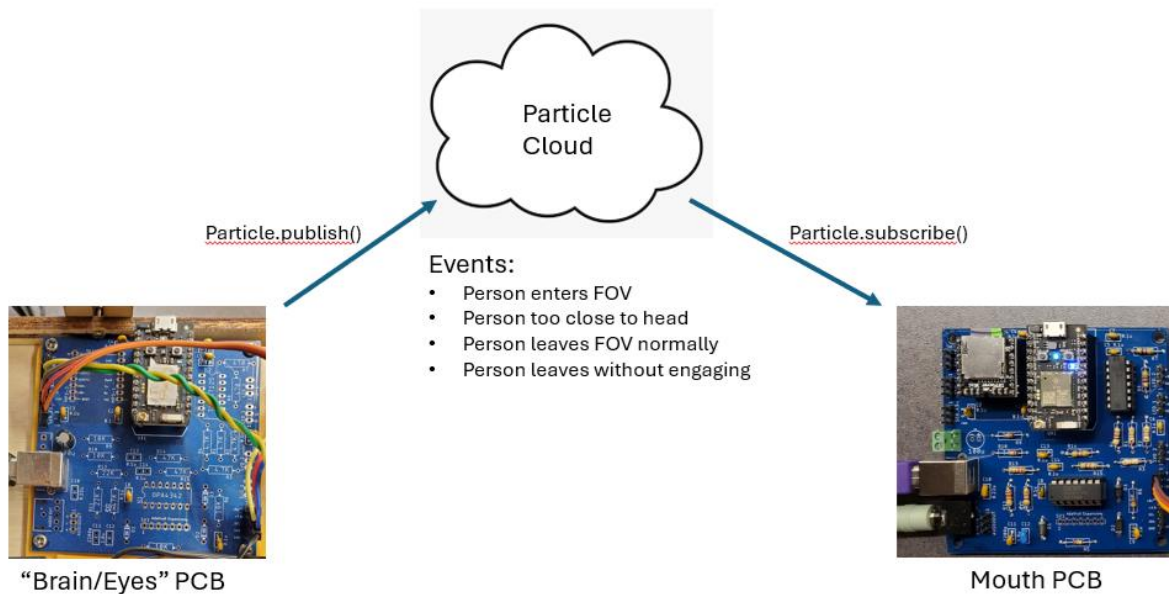 Particle
Cloud
Particle.publish()
Particle.subscribe()
Events:
• Person enters FOV
• Person too close to head
• Person leaves FOV normally
• Person leaves without engaging
OPA4342
“Brain/Eyes” PCB
Mouth PCB